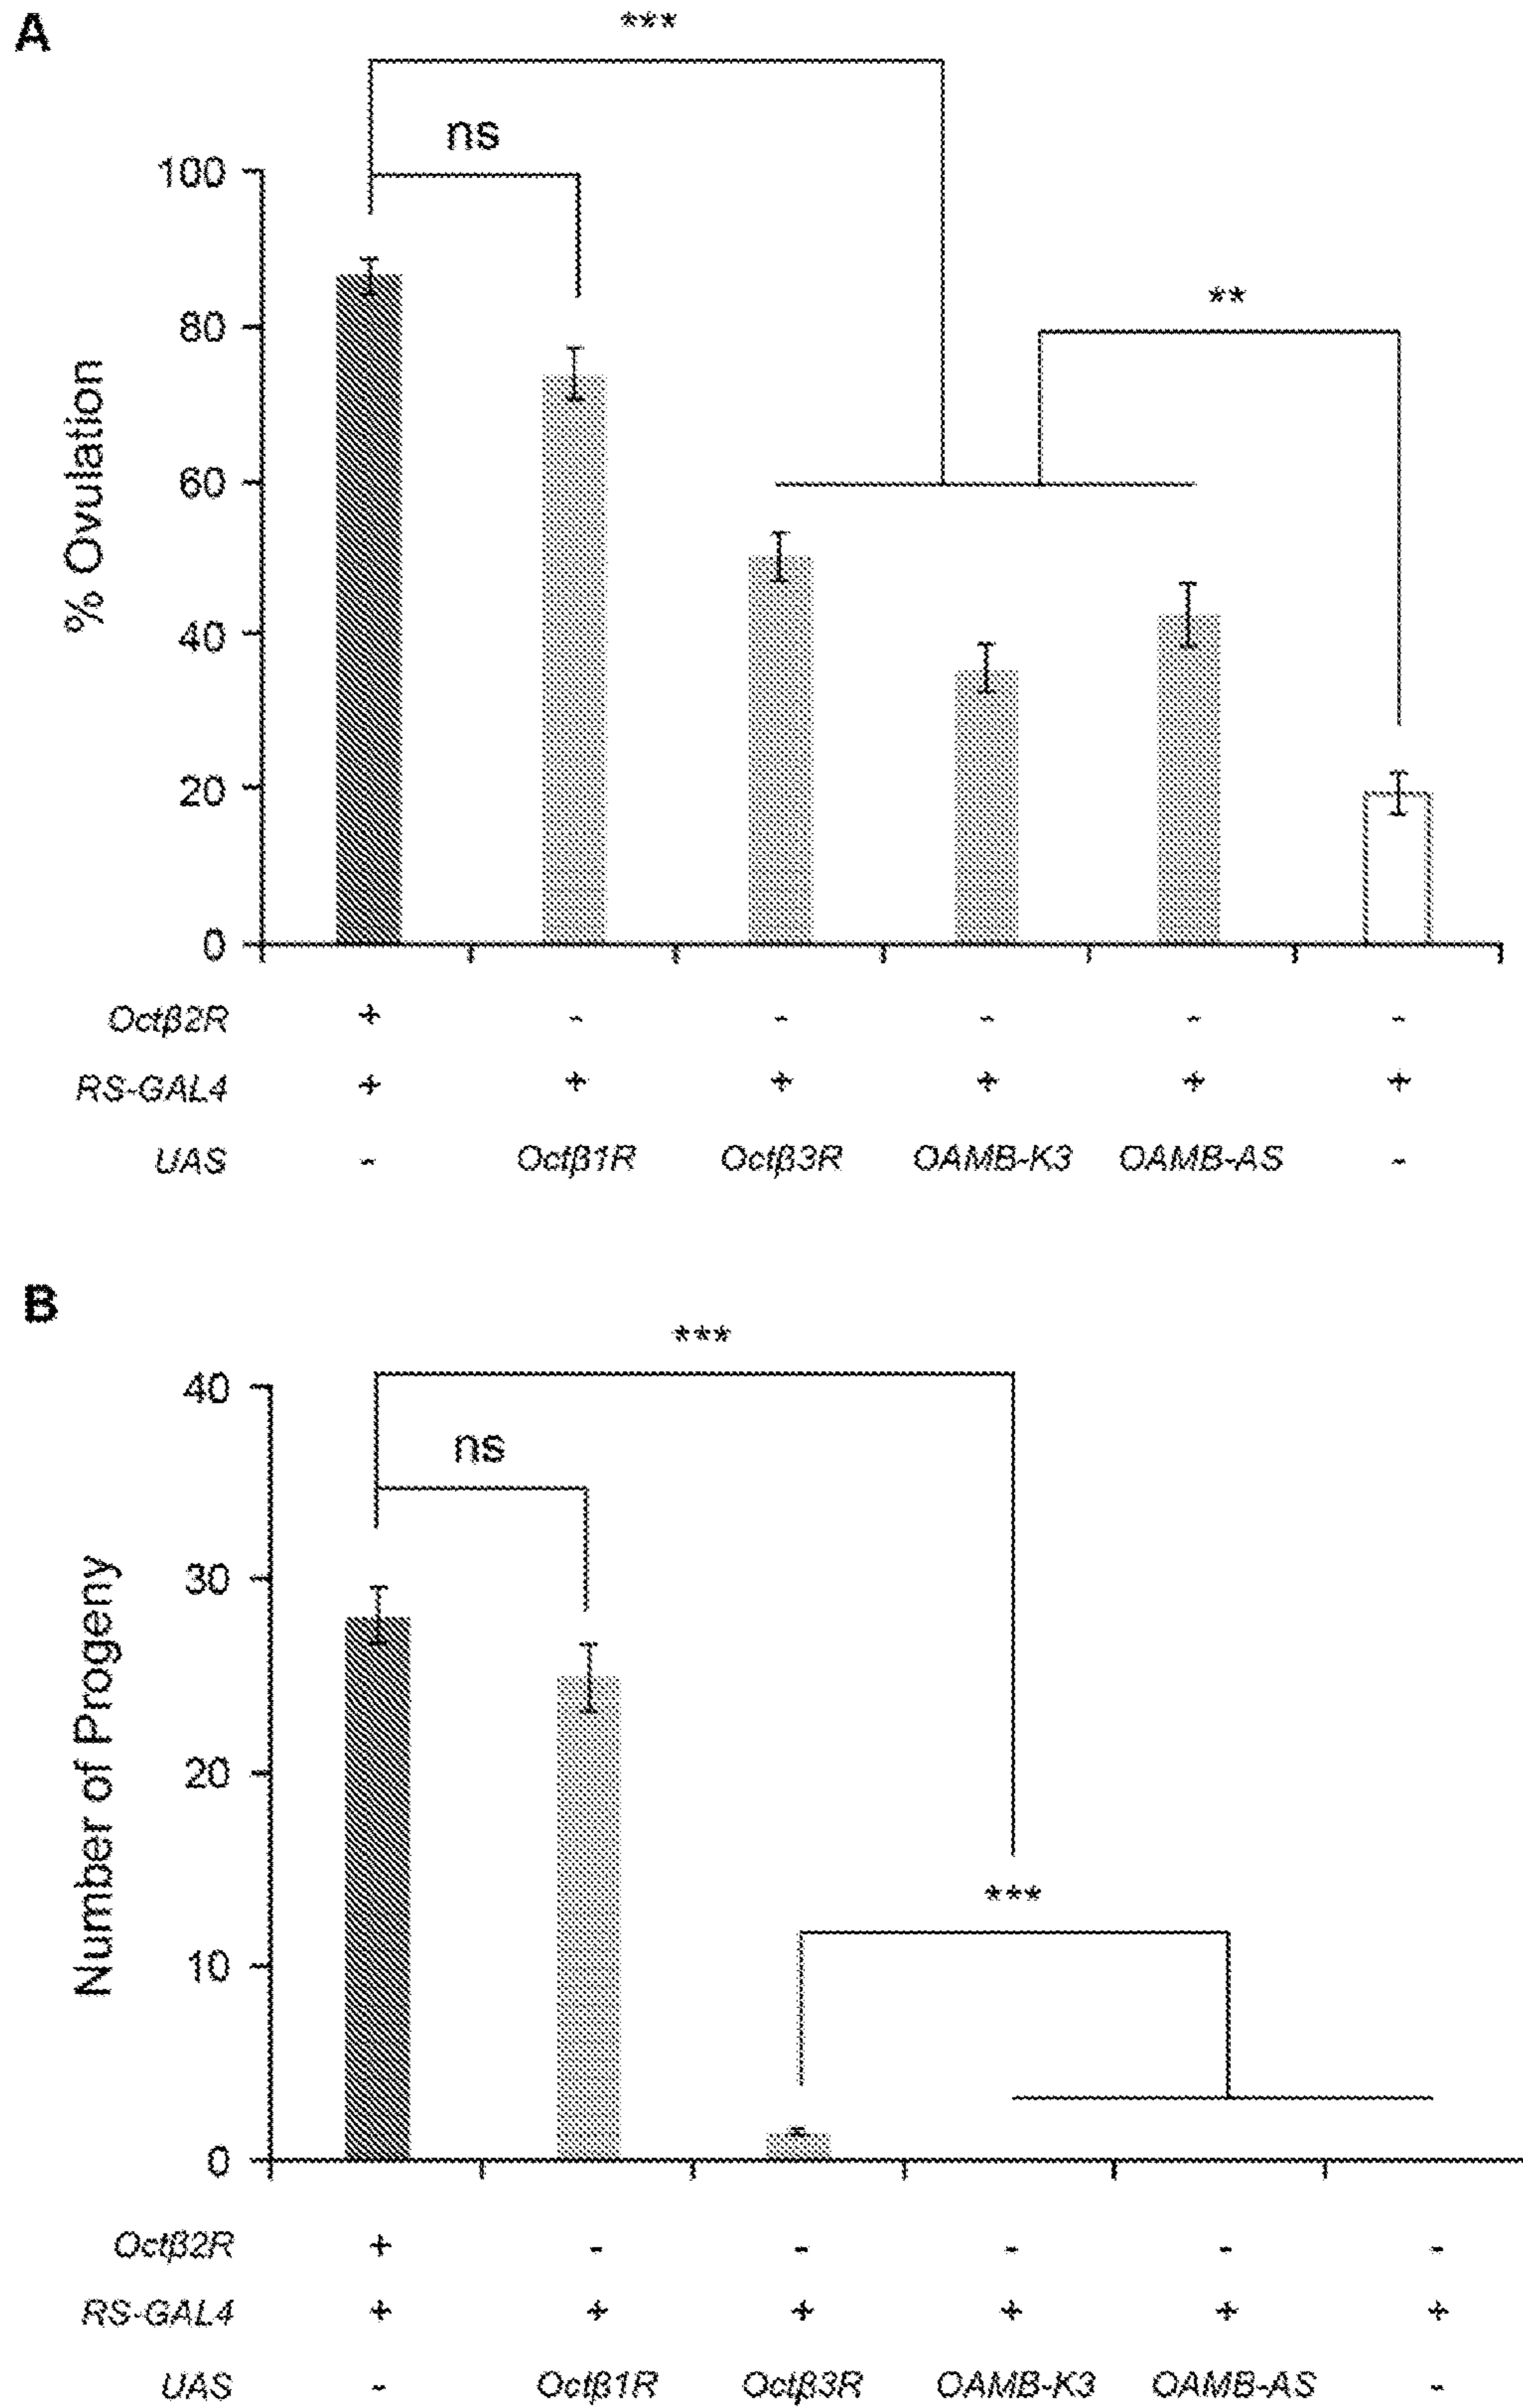 A
***
ns
100
**
80
60
40
20
0
% Ovulation
Octβ2R + - - - - -
RS-GAL4 + + + + + +
UAS - Octβ1R Octβ3R OAMB-K3 OAMB-AS -
B
***
40
ns
30
20
***
10
0
Number of Progeny
Octβ2R + - - - - -
RS-GAL4 + + + + + +
UAS - Octβ1R Octβ3R OAMB-K3 OAMB-AS -